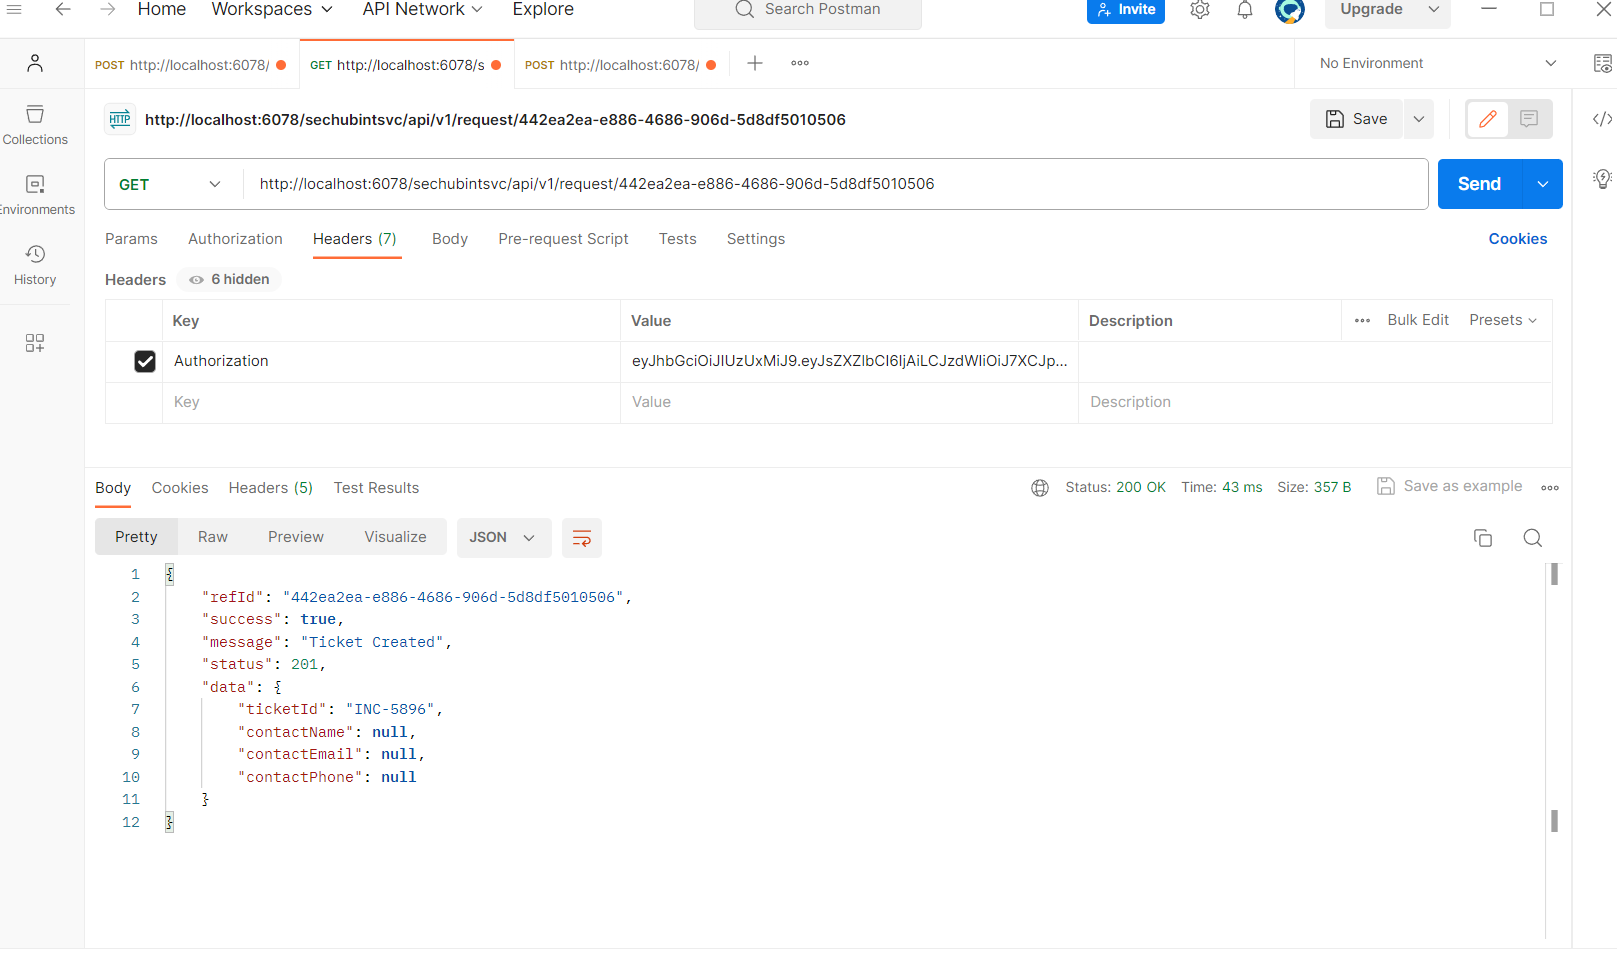 Home Workspaces API Network Explore Search Postman Invite Upgrade
POST http://localhost:6078/ GET http://localhost:6078/s POST http://localhost:6078/ No Environment
HTTP http://localhost:6078/sechubintsvc/api/v1/request/442ea2ea-e886-4686-906d-5d8df5010506 Save
Collections
GET http://localhost:6078/sechubintsvc/api/v1/request/442ea2ea-e886-4686-906d-5d8df5010506 Send
Environments
Params Authorization Headers (7) Body Pre-request Script Tests Settings Cookies
History
Headers 6 hidden
Key Value Description Bulk Edit Presets
Authorization eyJhbGciOiJIUzUxMiJ9.eyJsZXZlbCI6IjAiLCJzdWIiOiJ7XCJp...
Key Value Description
Body Cookies Headers (5) Test Results Status: 200 OK Time: 43 ms Size: 357 B Save as example
Pretty Raw Preview Visualize JSON
1 {
2 "refId": "442ea2ea-e886-4686-906d-5d8df5010506",
3 "success": true,
4 "message": "Ticket Created",
5 "status": 201,
6 "data": {
7 "ticketId": "INC-5896",
8 "contactName": null,
9 "contactEmail": null,
10 "contactPhone": null
11 }
12 }